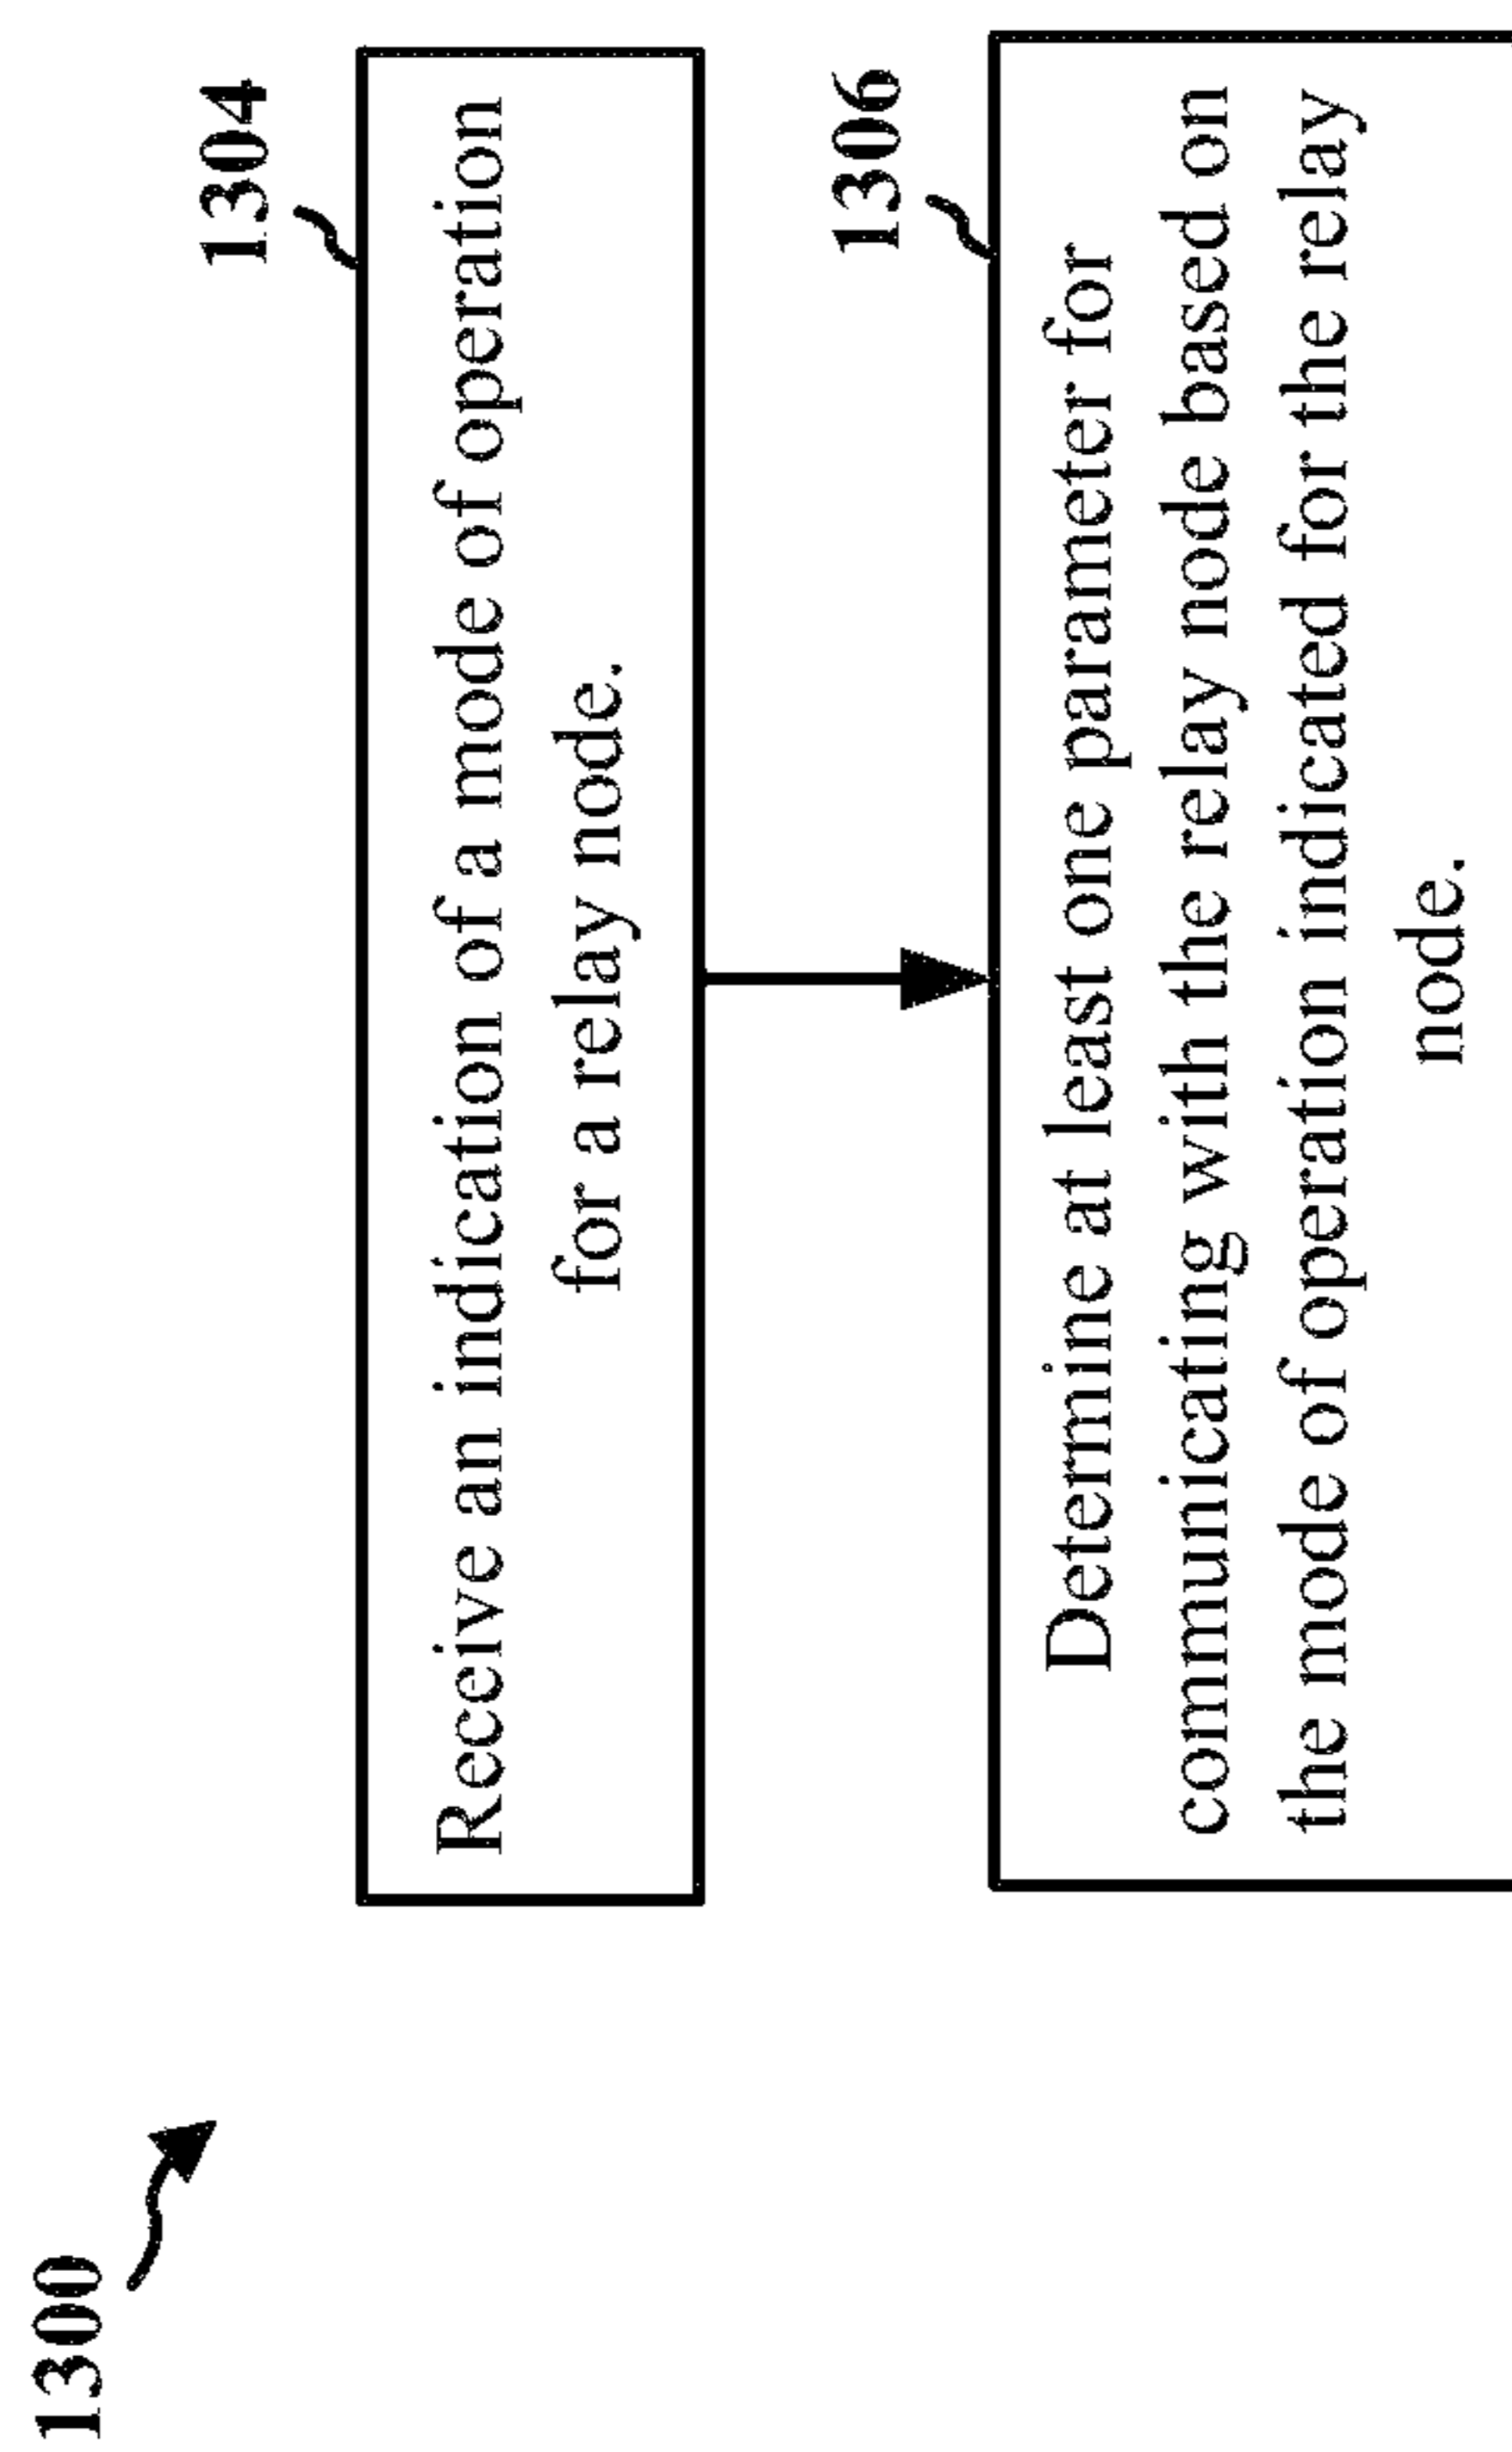 1300
1304
Receive an indication of a mode of operation
for a relay node.
1306
Determine at least one parameter for
communicating with the relay node based on
the mode of operation indicated for the relay
node.